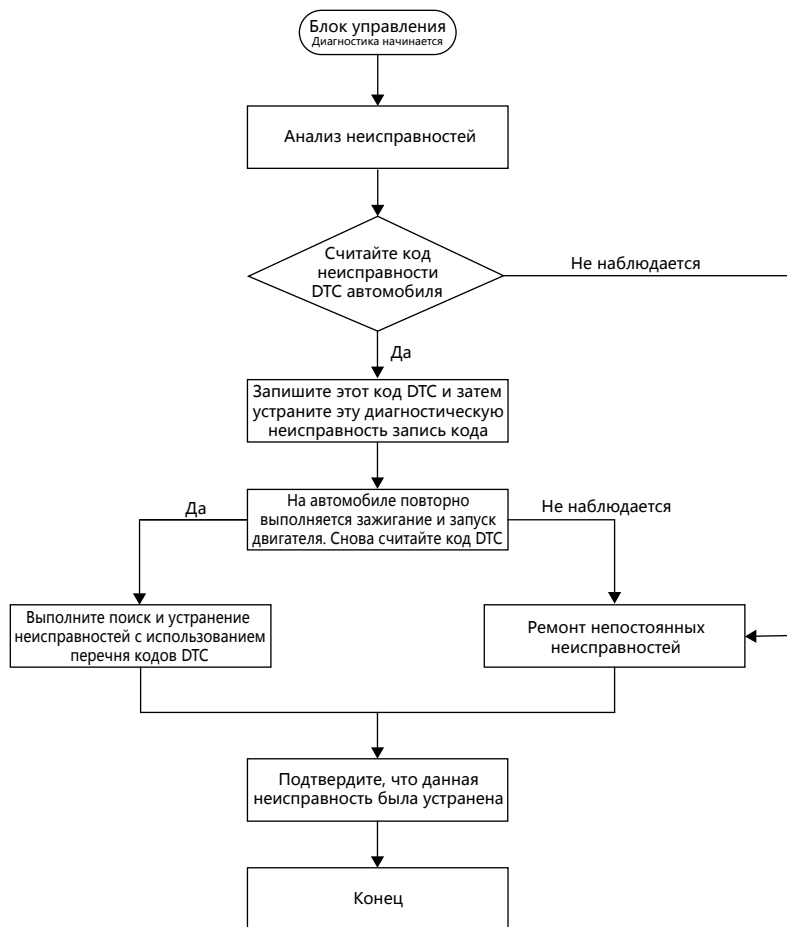 Блок управления
Диагностика начинается
Анализ неисправностей
Считайте код
неисправности
DTC автомобиля
Не наблюдается
Да
Запишите этот код DTC и затем
устраните эту диагностическую
неисправность запись кода
Да
На автомобиле повторно
выполняется зажигание и запуск
двигателя. Снова считайте код DTC
Не наблюдается
Выполните поиск и устранение
неисправностей с использованием
перечня кодов DTC
Ремонт непостоянных
неисправностей
Подтвердите, что данная
неисправность была устранена
Конец